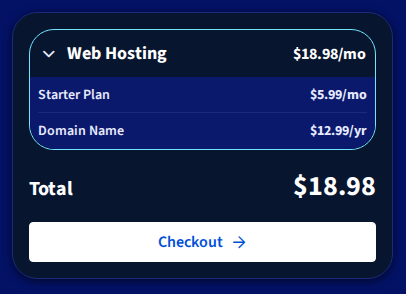 Web Hosting $18.98/mo
Starter Plan $5.99/mo
Domain Name $12.99/yr
Total $18.98
Checkout →